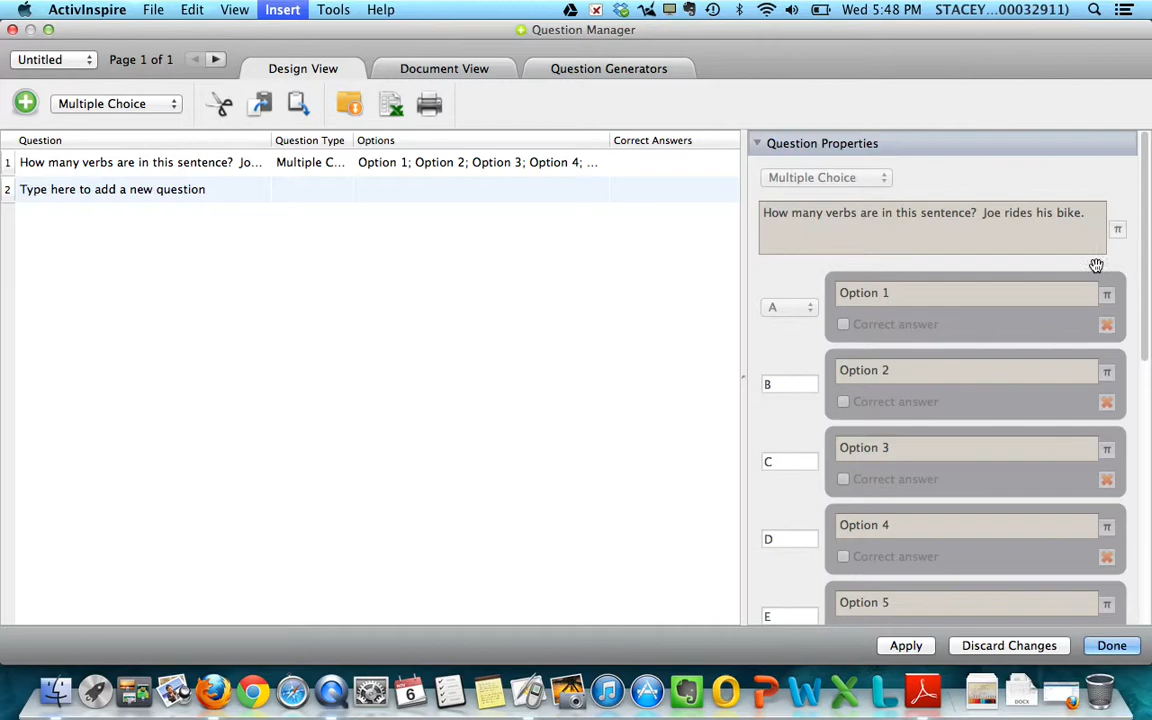 ActivInspire File Edit View Insert Tools Help Wed 5:48 PM STACEY...00032911)
Question Manager
Untitled Page 1 of 1 Design View Document View Question Generators
Multiple Choice
Question Question Type Options Correct Answers
1 How many verbs are in this sentence? Jo... Multiple C... Option 1; Option 2; Option 3; Option 4; ...
2 Type here to add a new question
Question Properties
Multiple Choice
How many verbs are in this sentence? Joe rides his bike.
π
A Option 1 π
Correct answer
B Option 2 π
Correct answer
C Option 3 π
Correct answer
D Option 4 π
Correct answer
E Option 5 π
Apply Discard Changes Done
6
DOCX